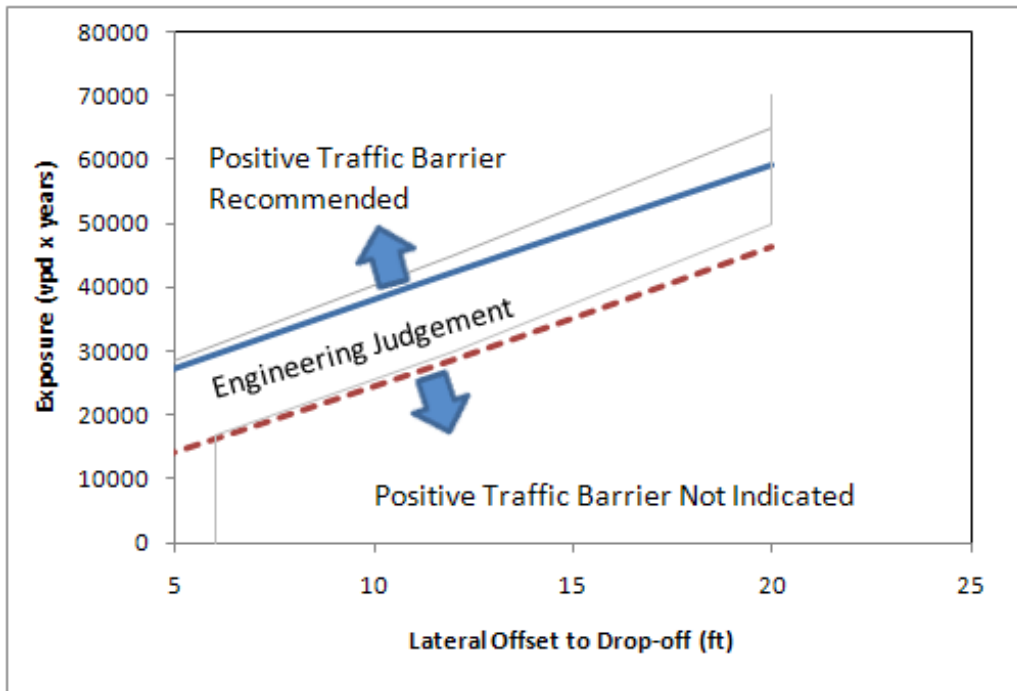 80000
70000
60000
50000
40000
30000
20000
10000
0
Exposure (vpd x years)
Positive Traffic Barrier
Recommended
Engineering Judgement
Positive Traffic Barrier Not Indicated
5 10 15 20 25
Lateral Offset to Drop-off (ft)